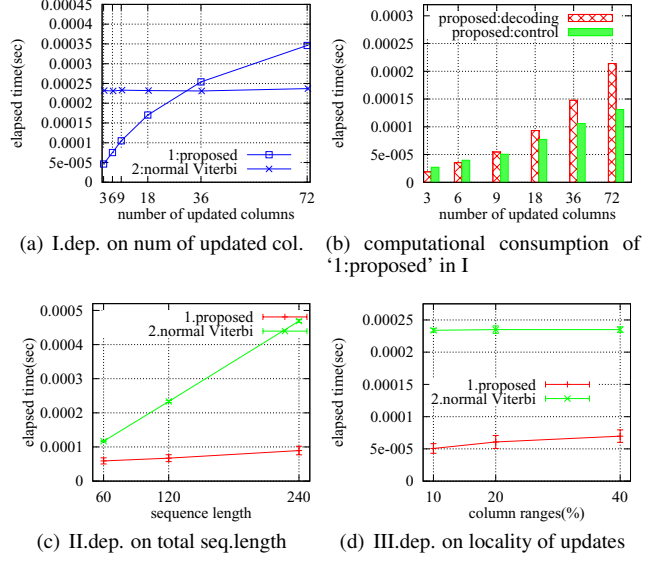 0.00045
0.0004
0.00035
0.0003
0.00025
0.0002
0.00015
0.0001
5e-005
0
elapsed time(sec)
1:proposed
2:normal Viterbi
3 6 9 18 36 72
number of updated columns
(a) I.dep. on num of updated col.
0.0003
0.00025
0.0002
0.00015
0.0001
5e-005
0
elapsed time(sec)
proposed:decoding
proposed:control
3 6 9 18 36 72
number of updated columns
(b) computational consumption of
‘1:proposed’ in I
0.0005
0.0004
0.0003
0.0002
0.0001
0
elapsed time(sec)
1.proposed
2.normal Viterbi
60 120 240
sequence length
(c) II.dep. on total seq.length
0.00025
0.0002
0.00015
0.0001
5e-005
0
elapsed time(sec)
1.proposed
2.normal Viterbi
10 20 40
column ranges(%)
(d) III.dep. on locality of updates